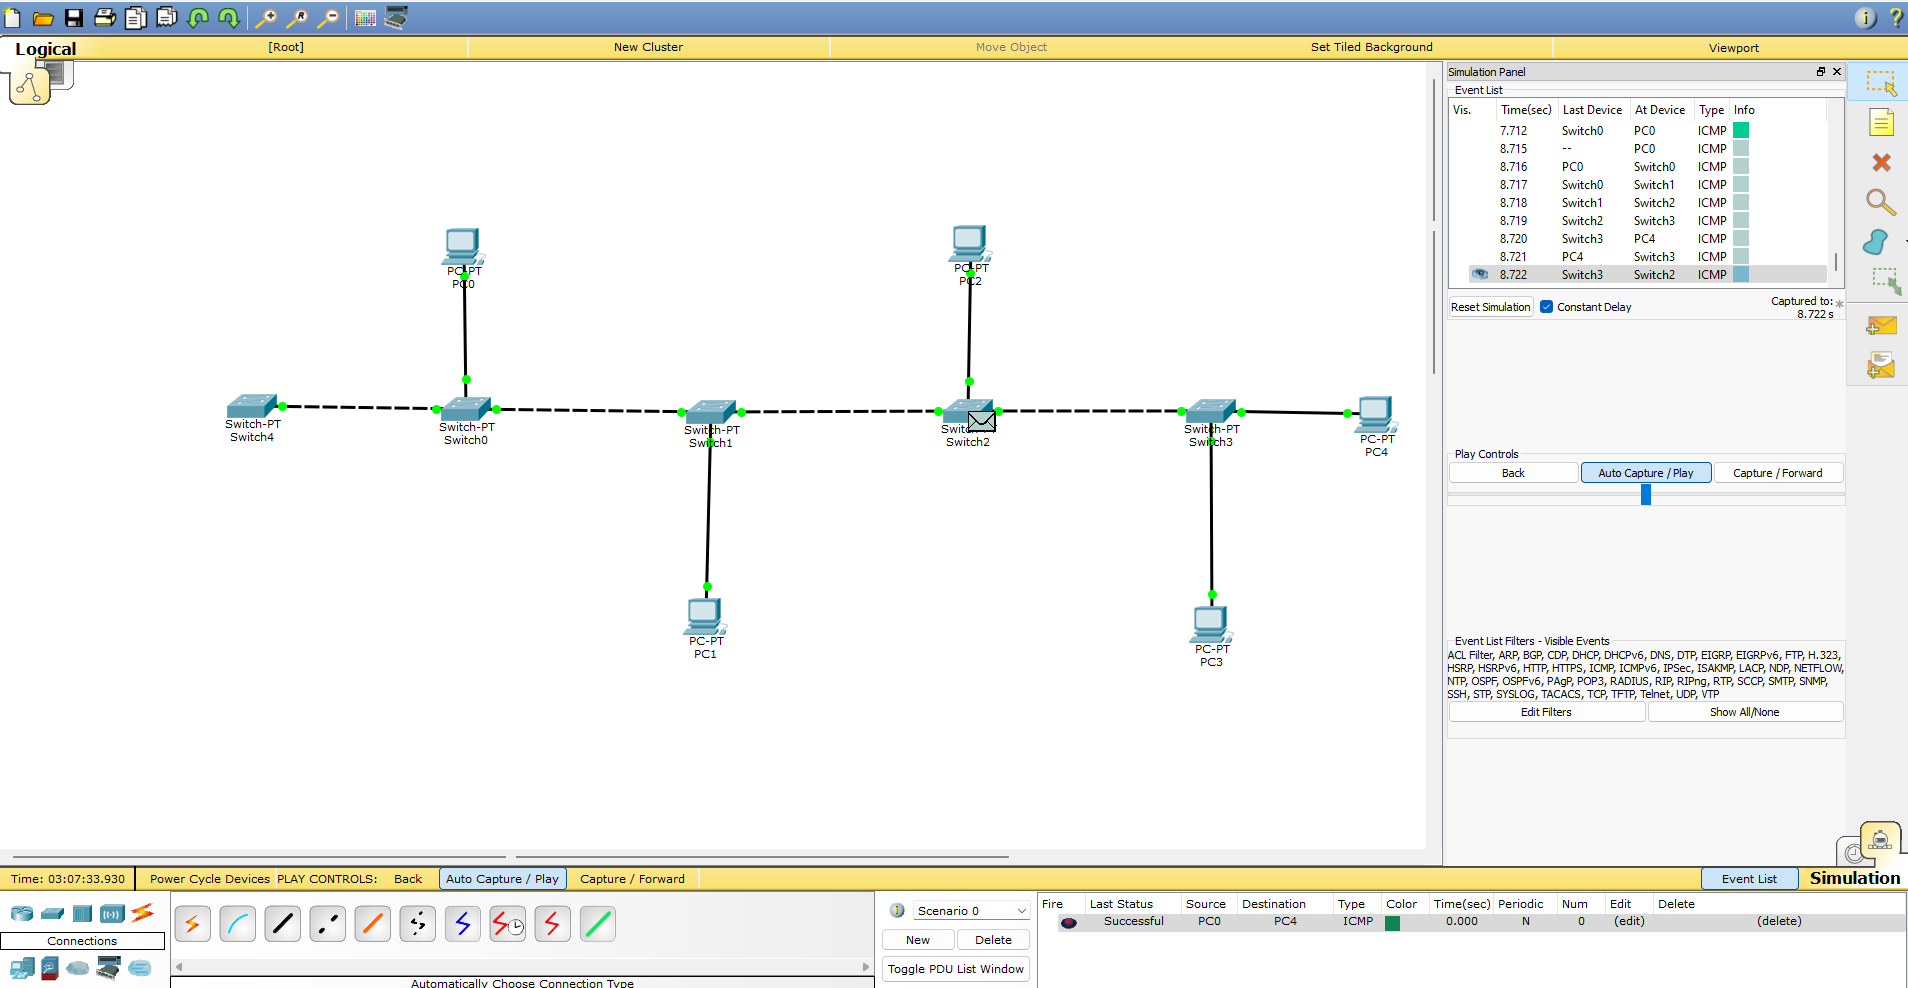 Logical
[Root]
New Cluster
Move Object
Set Tiled Background
Viewport
PC-PT
PC0
PC-PT
PC2
Switch-PT
Switch4
Switch-PT
Switch0
Switch-PT
Switch1
Switch2
Switch-PT
Switch3
PC-PT
PC4
PC-PT
PC1
PC-PT
PC3
Simulation Panel
Event List
Vis. Time(sec) Last Device At Device Type Info
7.712 Switch0 PC0 ICMP
8.715 -- PC0 ICMP
8.716 PC0 Switch0 ICMP
8.717 Switch0 Switch1 ICMP
8.718 Switch1 Switch2 ICMP
8.719 Switch2 Switch3 ICMP
8.720 Switch3 PC4 ICMP
8.721 PC4 Switch3 ICMP
8.722 Switch3 Switch2 ICMP
Reset Simulation Constant Delay Captured to: *
8.722 s
Play Controls
Back Auto Capture / Play Capture / Forward
Event List Filters - Visible Events
ACL Filter, ARP, BGP, CDP, DHCP, DHCPv6, DNS, DTP, EIGRP, EIGRPv6, FTP, H.323,
HSRP, HSRPv6, HTTP, HTTPS, ICMP, ICMPv6, IPSec, ISAKMP, LACP, NDP, NETFLOW,
NTP, OSPF, OSPFv6, PAgP, POP3, RADIUS, RIP, RIPng, RTP, SCCP, SMTP, SNMP,
SSH, STP, SYSLOG, TACACS, TCP, TFTP, Telnet, UDP, VTP
Edit Filters Show All/None
Time: 03:07:33.930 Power Cycle Devices PLAY CONTROLS: Back Auto Capture / Play Capture / Forward Event List Simulation
Connections
Automatically Choose Connection Type
Scenario 0
New Delete
Toggle PDU List Window
Fire Last Status Source Destination Type Color Time(sec) Periodic Num Edit Delete
Successful PC0 PC4 ICMP 0.000 N 0 (edit) (delete)